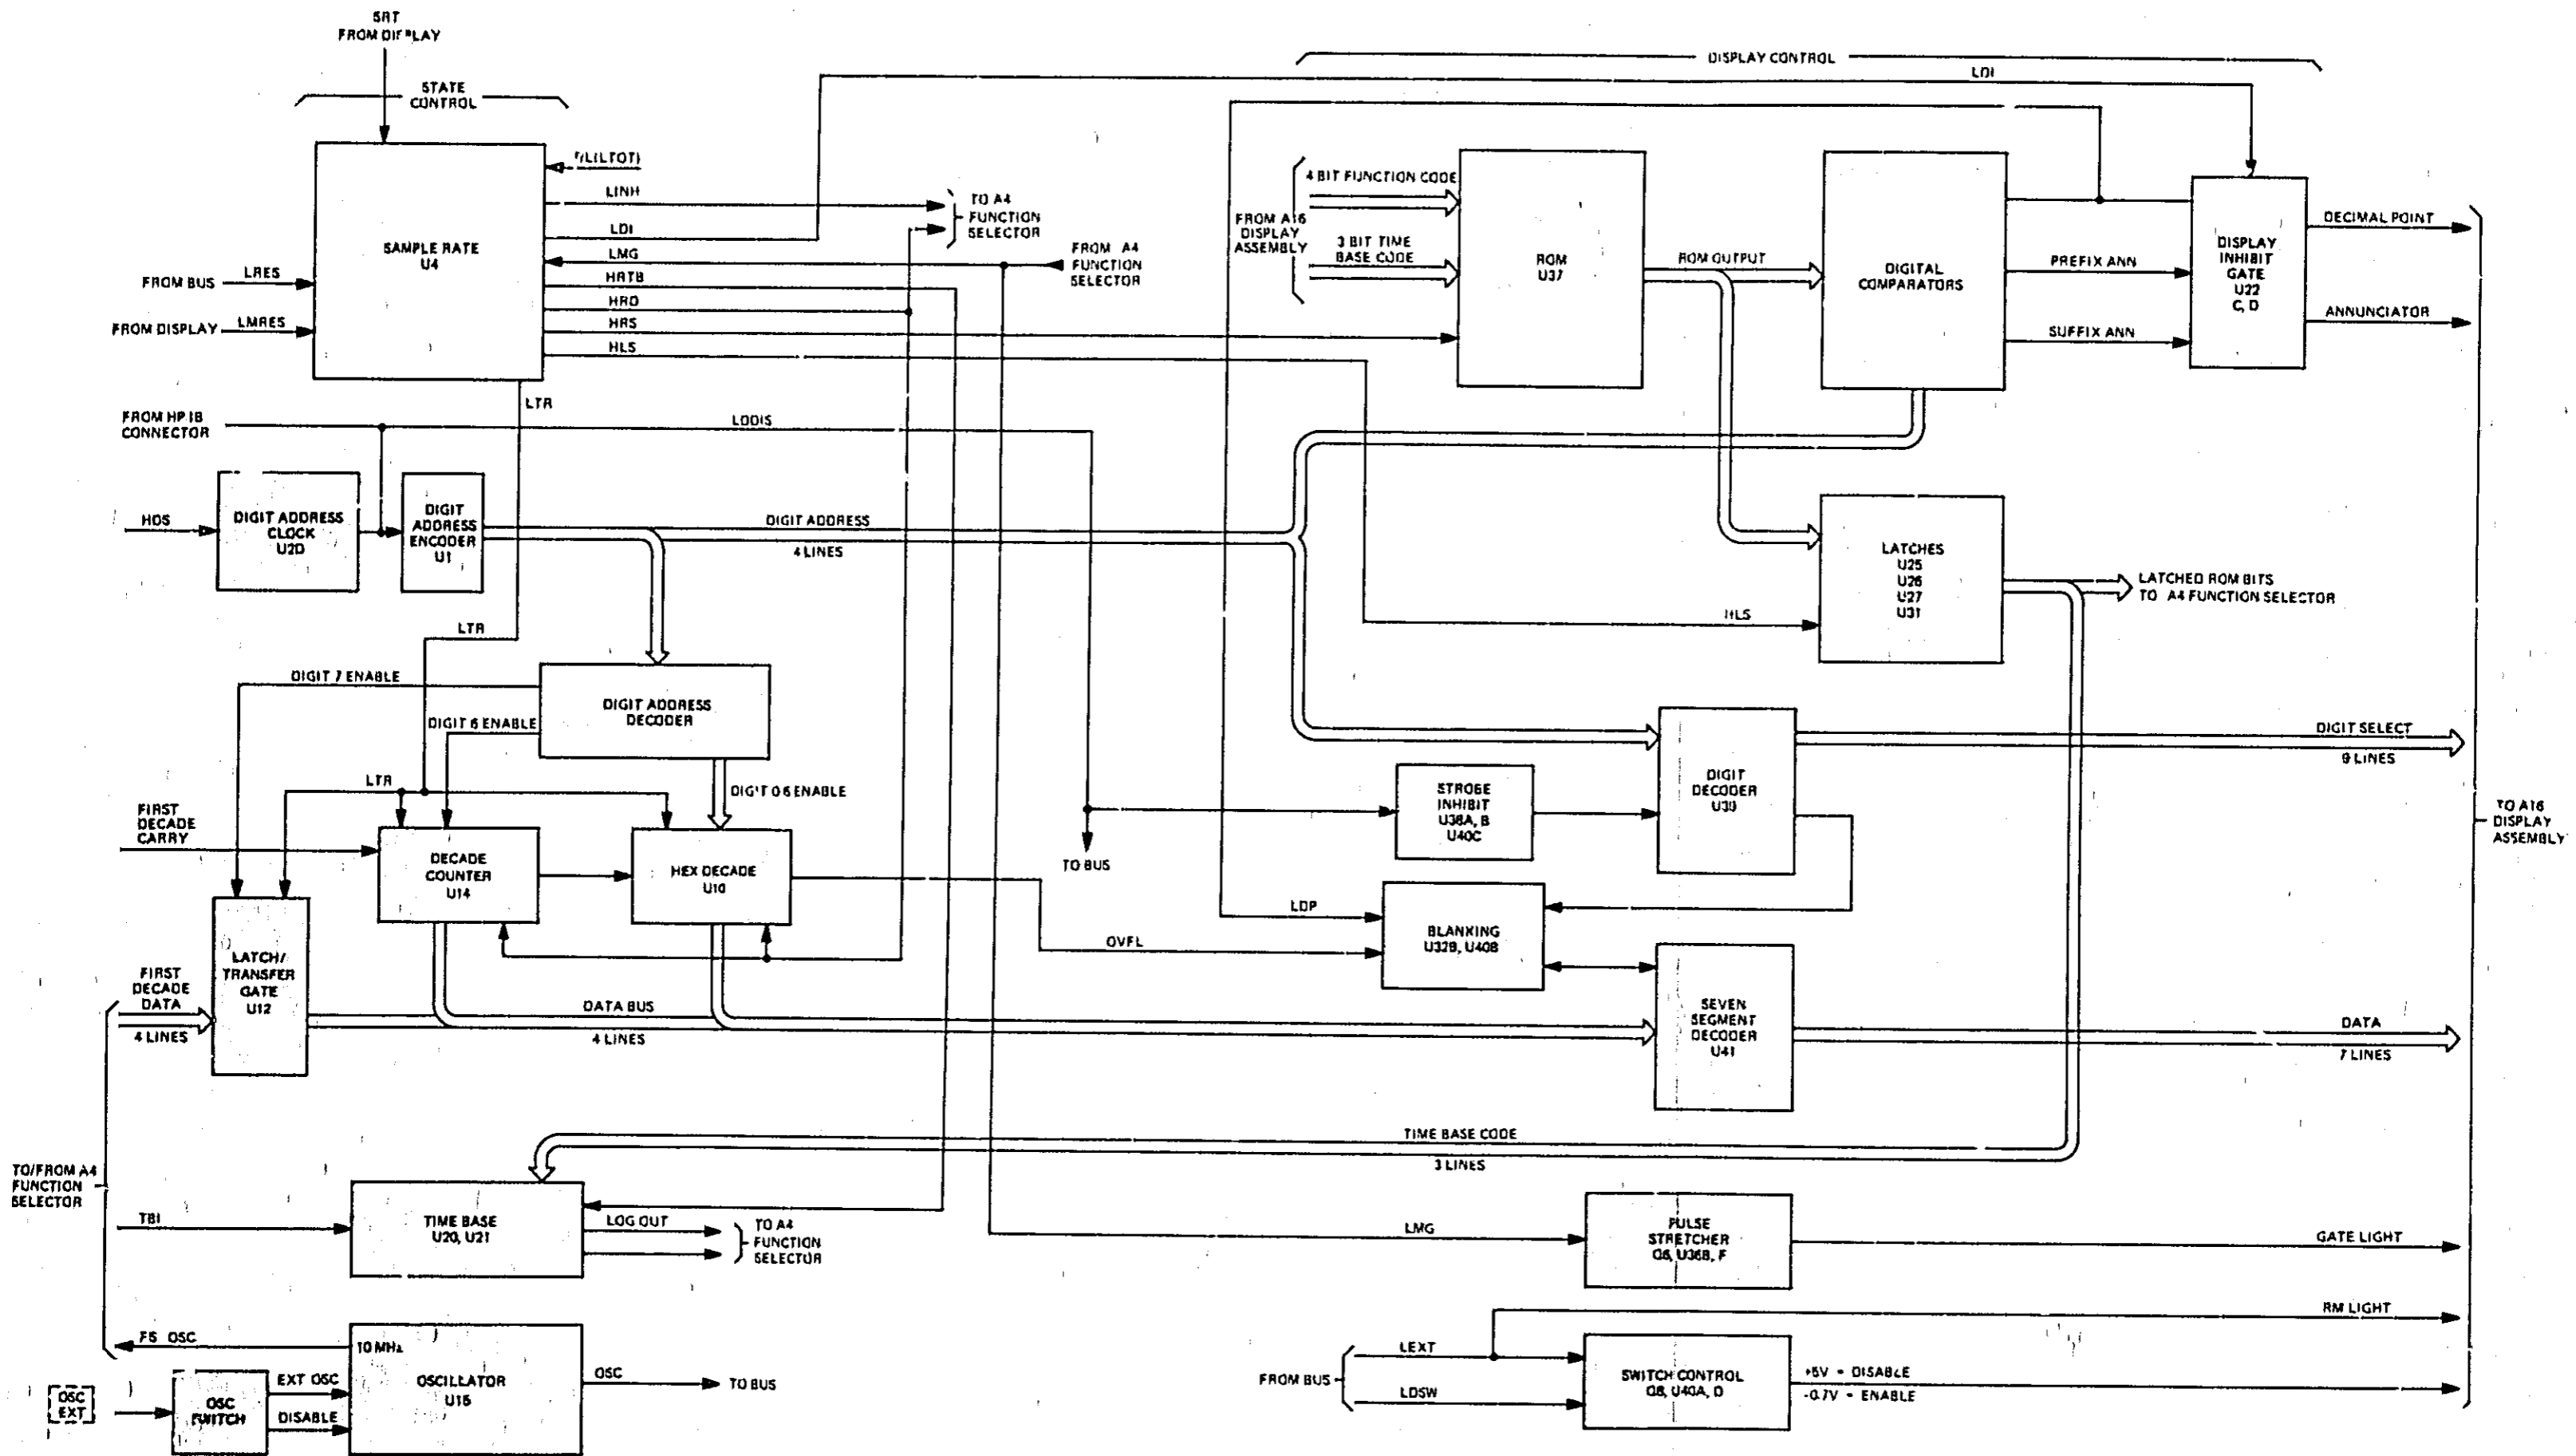 SRT
FROM DISPLAY
STATE
CONTROL
DISPLAY CONTROL
LDI
SAMPLE RATE
U4
LINH
LDI
LMG
HRTB
HRD
HRS
HLS
TO A4
FUNCTION
SELECTOR
FROM A4
FUNCTION
SELECTOR
FROM BUS
LRES
FROM DISPLAY
LMRES
LTR
4 BIT FUNCTION CODE
FROM A16
DISPLAY
ASSEMBLY
3 BIT TIME
BASE CODE
ROM
U37
ROM OUTPUT
DIGITAL
COMPARATORS
PREFIX ANN
SUFFIX ANN
DISPLAY
INHIBIT
GATE
U22
C, D
DECIMAL POINT
ANNUNCIATOR
FROM HP IB
CONNECTOR
LDDIS
HDS
DIGIT ADDRESS
CLOCK
U2D
DIGIT
ADDRESS
ENCODER
U1
DIGIT ADDRESS
4 LINES
LATCHES
U25
U26
U27
U31
LATCHED ROM BITS
TO A4 FUNCTION SELECTOR
HLS
LTR
DIGIT 7 ENABLE
DIGIT 6 ENABLE
DIGIT ADDRESS
DECODER
LTR
DIGIT 0 6 ENABLE
FIRST
DECADE
CARRY
DECADE
COUNTER
U14
HEX DECADE
U10
TO BUS
STROBE
INHIBIT
U36A, B
U40C
DIGIT
DECODER
U39
DIGIT SELECT
9 LINES
TO A16
DISPLAY
ASSEMBLY
LDP
OVFL
BLANKING
U32B, U40B
LATCH/
TRANSFER
GATE
U12
FIRST
DECADE
DATA
4 LINES
DATA BUS
4 LINES
SEVEN
SEGMENT
DECODER
U41
DATA
7 LINES
TIME BASE CODE
3 LINES
TO/FROM A4
FUNCTION
SELECTOR
TBI
TIME BASE
U20, U21
LOG OUT
TO A4
FUNCTION
SELECTOR
LMG
PULSE
STRETCHER
Q6, U36B, F
GATE LIGHT
RM LIGHT
FS OSC
10 MHz
OSCILLATOR
U15
OSC
TO BUS
OSC
EXT
OSC
SWITCH
EXT OSC
DISABLE
FROM BUS
LEXT
LDSW
SWITCH CONTROL
Q8, U40A, D
+5V = DISABLE
-0.7V = ENABLE